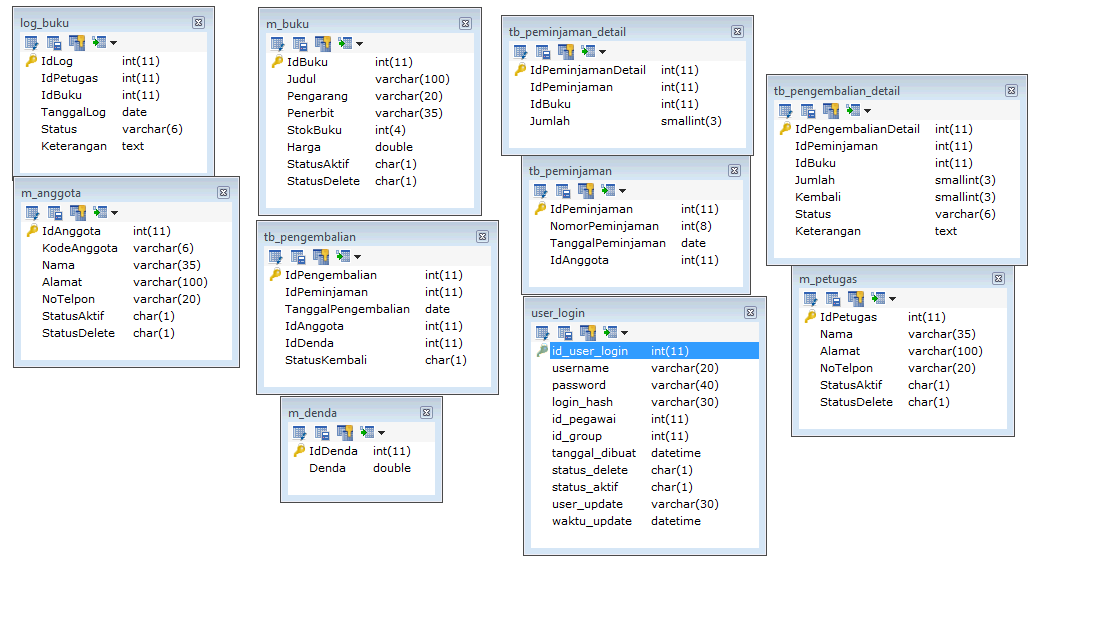 log_buku
IdLog int(11)
IdPetugas int(11)
IdBuku int(11)
TanggalLog date
Status varchar(6)
Keterangan text
m_anggota
IdAnggota int(11)
KodeAnggota varchar(6)
Nama varchar(35)
Alamat varchar(100)
NoTelpon varchar(20)
StatusAktif char(1)
StatusDelete char(1)
m_buku
IdBuku int(11)
Judul varchar(100)
Pengarang varchar(20)
Penerbit varchar(35)
StokBuku int(4)
Harga double
StatusAktif char(1)
StatusDelete char(1)
tb_pengembalian
IdPengembalian int(11)
IdPeminjaman int(11)
TanggalPengembalian date
IdAnggota int(11)
IdDenda int(11)
StatusKembali char(1)
m_denda
IdDenda int(11)
Denda double
tb_peminjaman_detail
IdPeminjamanDetail int(11)
IdPeminjaman int(11)
IdBuku int(11)
Jumlah smallint(3)
tb_peminjaman
IdPeminjaman int(11)
NomorPeminjaman int(8)
TanggalPeminjaman date
IdAnggota int(11)
user_login
id_user_login int(11)
username varchar(20)
password varchar(40)
login_hash varchar(30)
id_pegawai int(11)
id_group int(11)
tanggal_dibuat datetime
status_delete char(1)
status_aktif char(1)
user_update varchar(30)
waktu_update datetime
tb_pengembalian_detail
IdPengembalianDetail int(11)
IdPeminjaman int(11)
IdBuku int(11)
Jumlah smallint(3)
Kembali smallint(3)
Status varchar(6)
Keterangan text
m_petugas
IdPetugas int(11)
Nama varchar(35)
Alamat varchar(100)
NoTelpon varchar(20)
StatusAktif char(1)
StatusDelete char(1)